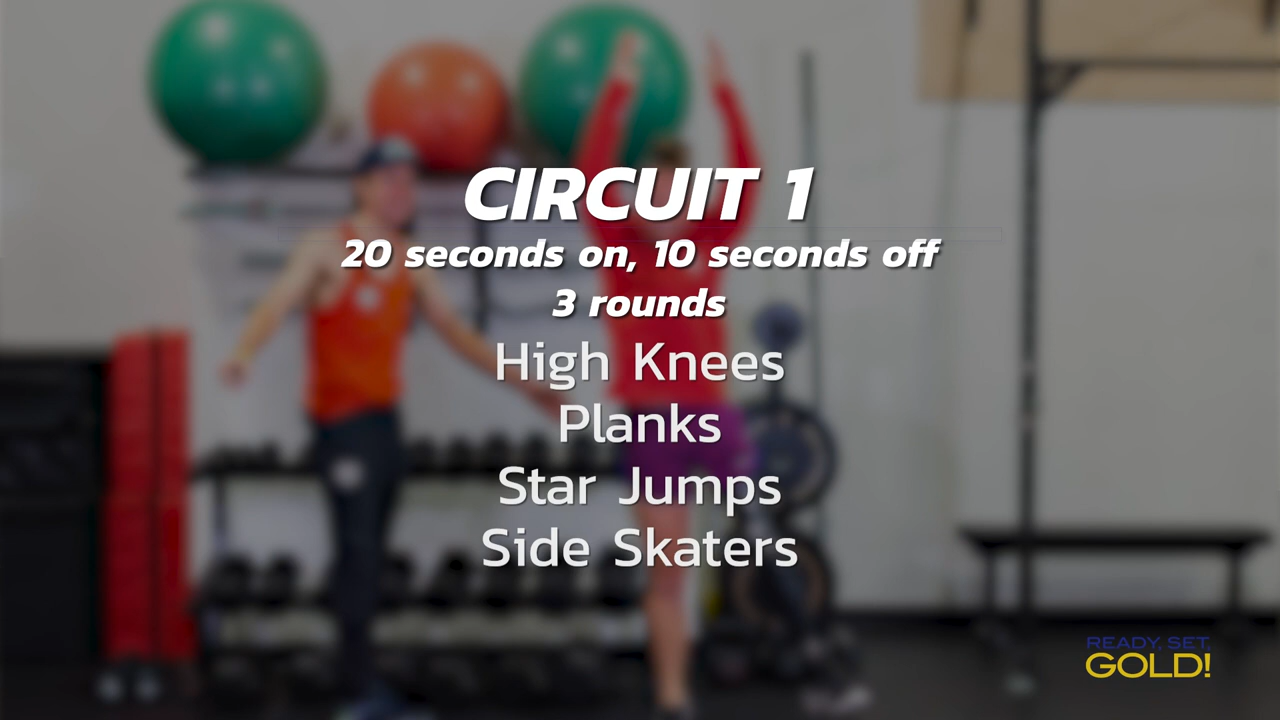 CIRCUIT 1
20 seconds on, 10 seconds off
3 rounds
High Knees
Planks
Star Jumps
Side Skaters
READY, SET,
GOLD!